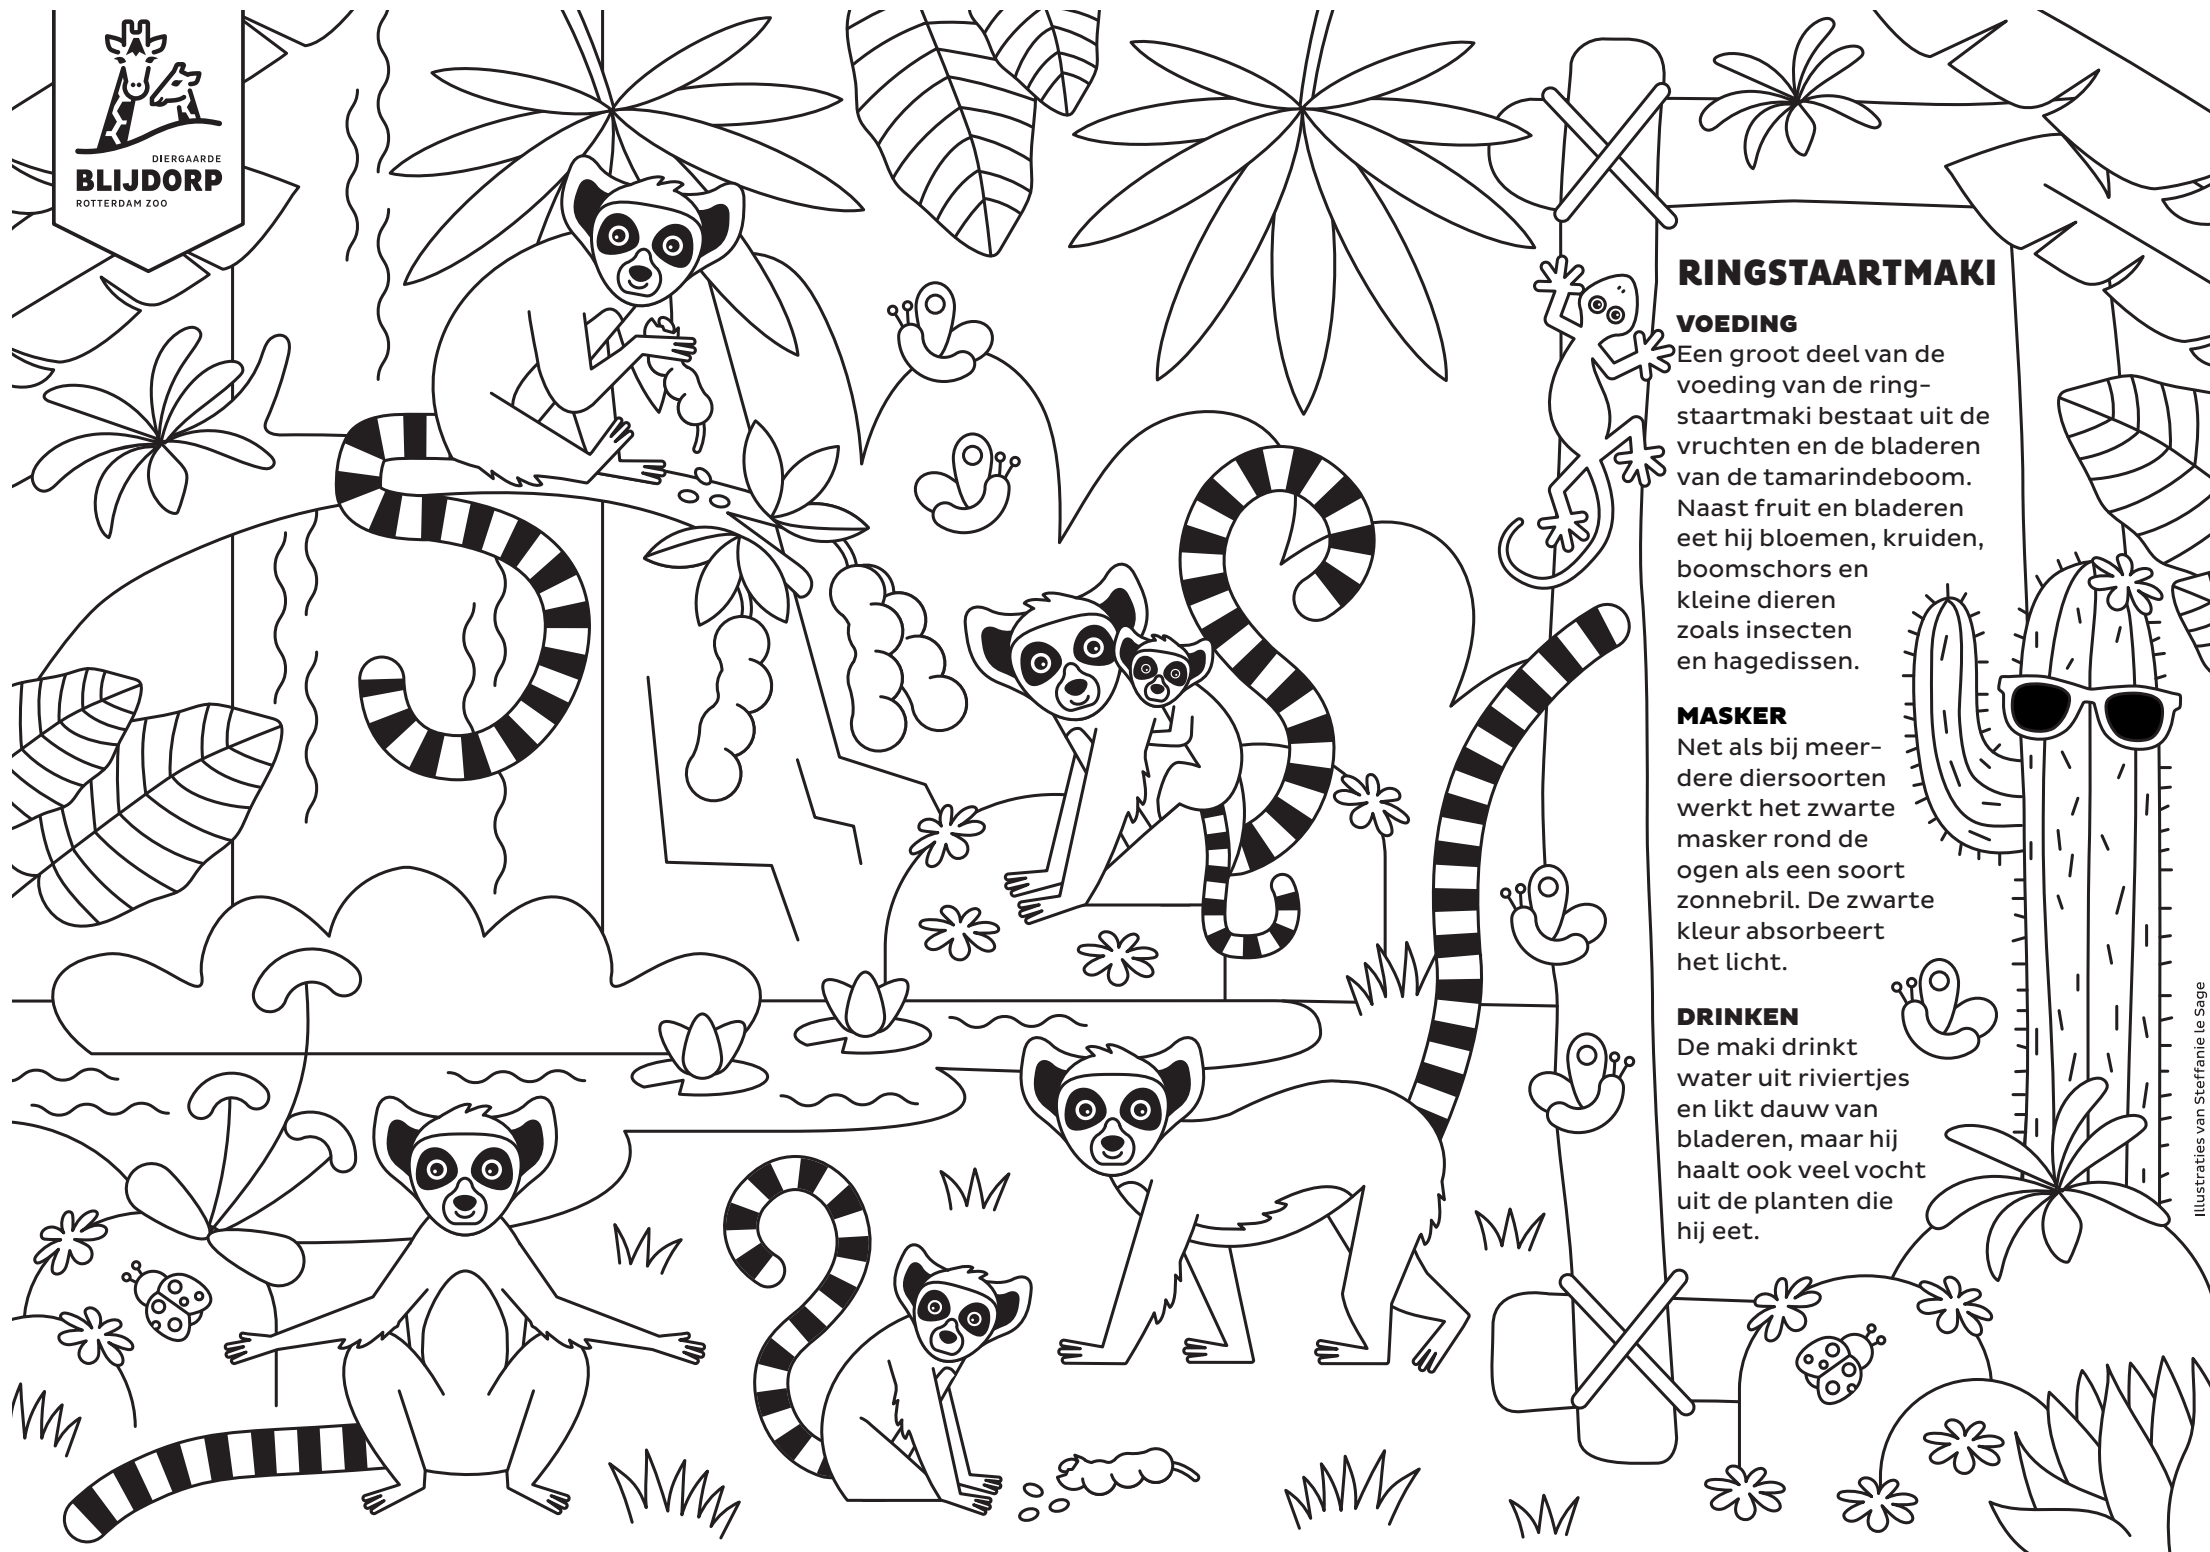 DIERGAARDE
BLIJDORP
ROTTERDAM ZOO
RINGSTAARTMAKI
VOEDING
Een groot deel van de
voeding van de ring-
staartmaki bestaat uit de
vruchten en de bladeren
van de tamarindeboom.
Naast fruit en bladeren
eet hij bloemen, kruiden,
boomschors en
kleine dieren
zoals insecten
en hagedissen.
MASKER
Net als bij meer-
dere diersoorten
werkt het zwarte
masker rond de
ogen als een soort
zonnebril. De zwarte
kleur absorbeert
het licht.
DRINKEN
De maki drinkt
water uit riviertjes
en likt dauw van
bladeren, maar hij
haalt ook veel vocht
uit de planten die
hij eet.
Illustraties van Steffanie le Sage